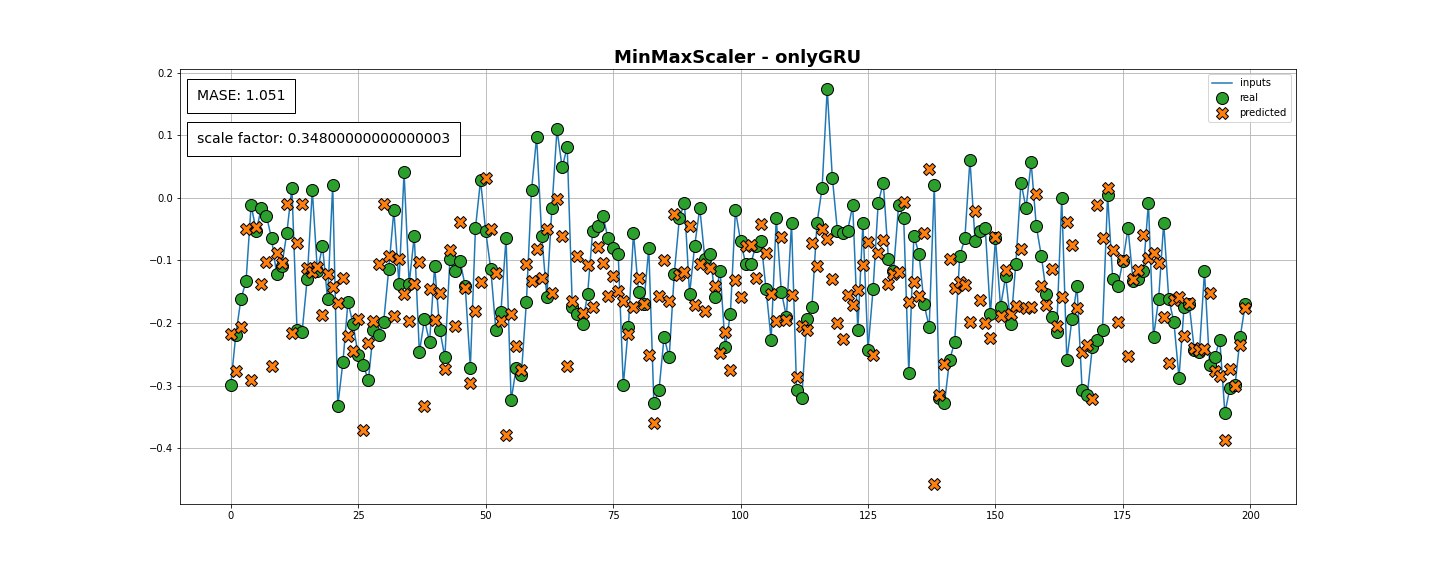 MinMaxScaler - onlyGRU
MASE: 1.051
scale factor: 0.34800000000000003
inputs
real
predicted
0.2
0.1
0.0
−0.1
−0.2
−0.3
−0.4
0 25 50 75 100 125 150 175 200